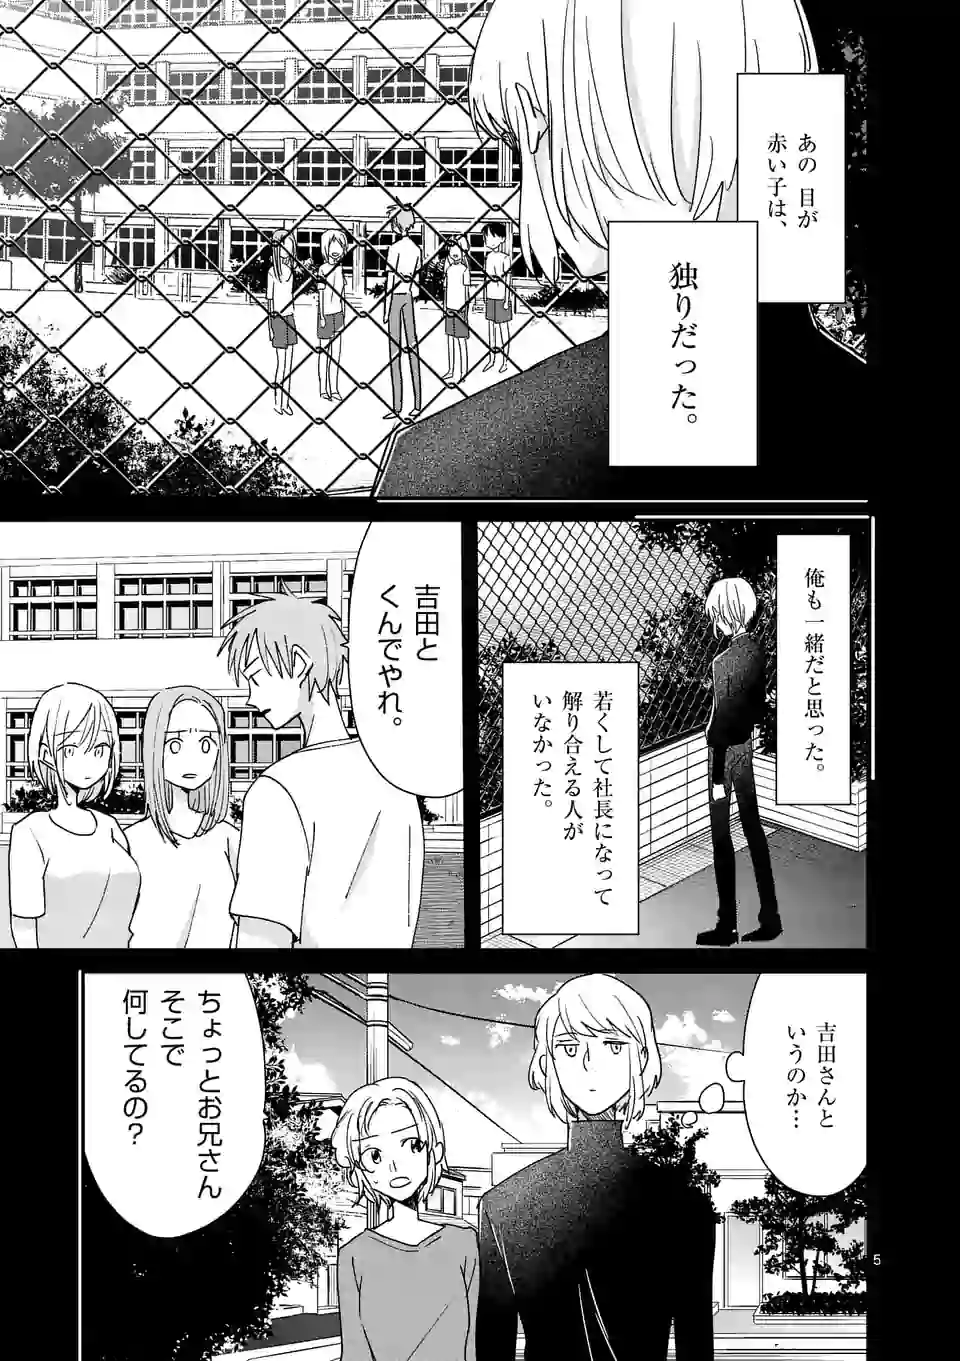 あの 目が
赤い子は、
独りだった。
俺も一緒だと思った。
若くして社長になって
解り合える人が
いなかった。
吉田と
くんでやれ。
吉田さんと
いうのか…
ちょっとお兄さん
そこで
何してるの?
5